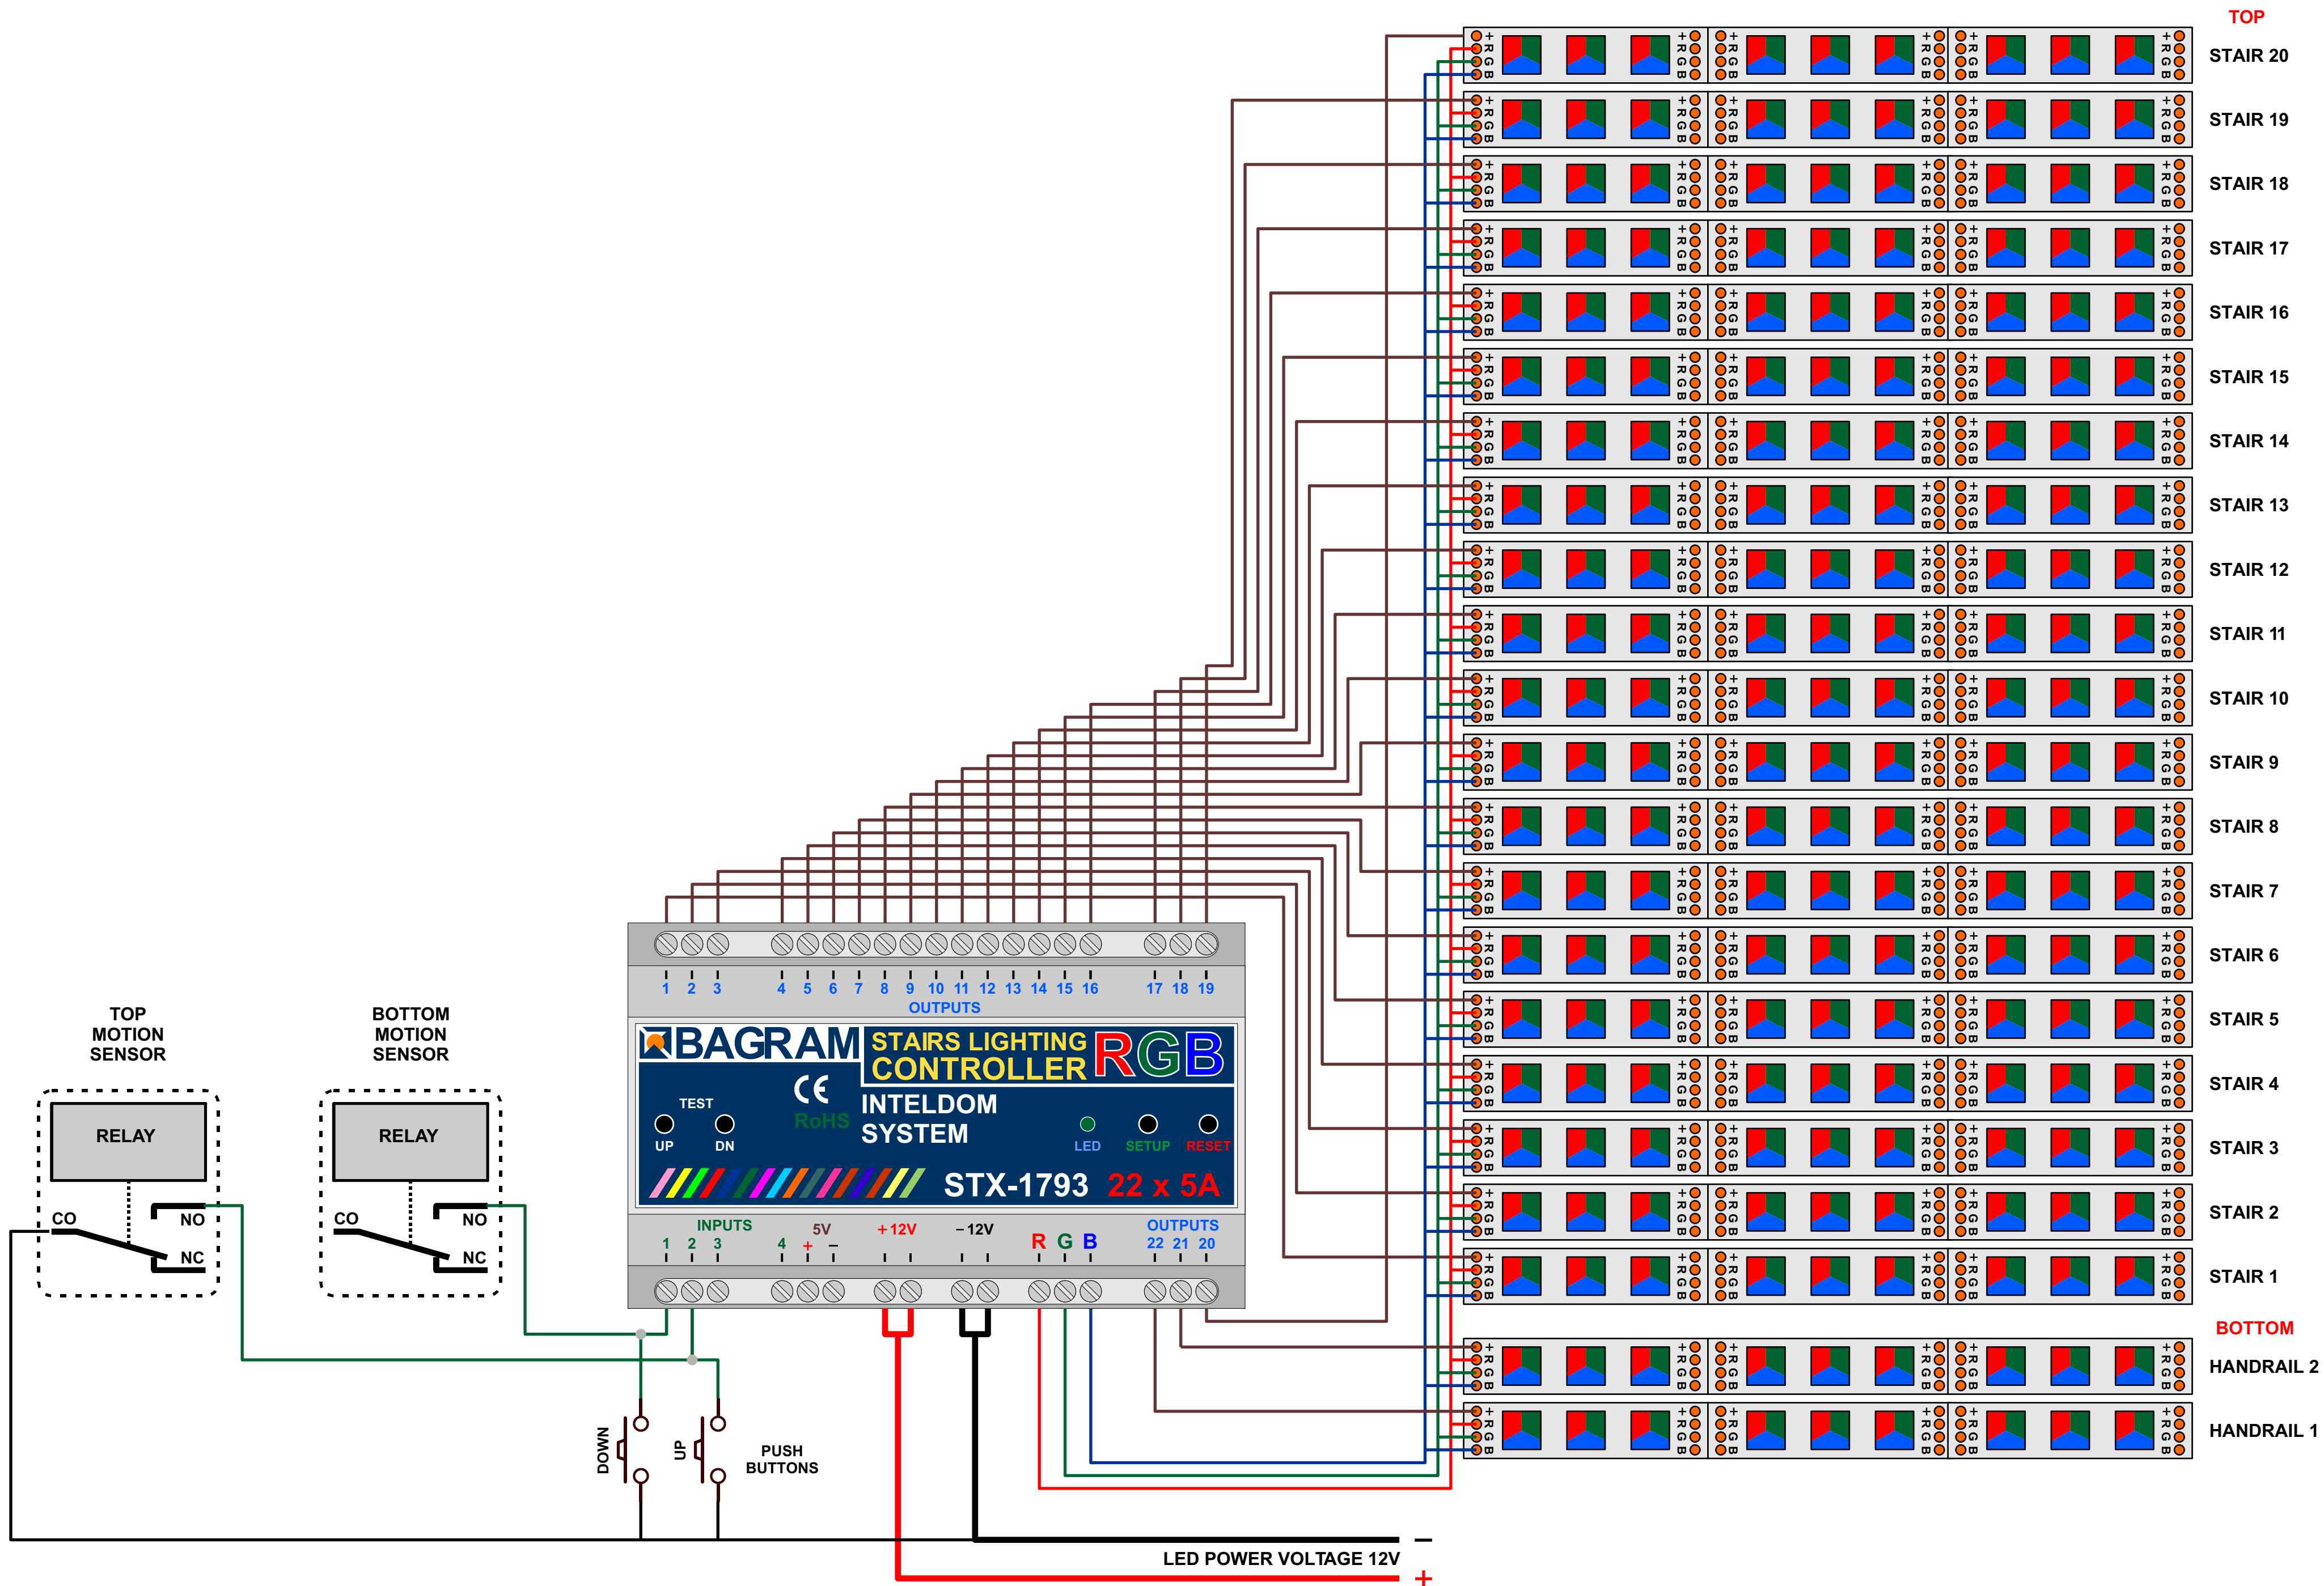 TOP
+ R G B + R G B + R G B + R G B + R G B STAIR 20
+ R G B + R G B + R G B + R G B + R G B STAIR 19
+ R G B + R G B + R G B + R G B + R G B STAIR 18
+ R G B + R G B + R G B + R G B + R G B STAIR 17
+ R G B + R G B + R G B + R G B + R G B STAIR 16
+ R G B + R G B + R G B + R G B + R G B STAIR 15
+ R G B + R G B + R G B + R G B + R G B STAIR 14
+ R G B + R G B + R G B + R G B + R G B STAIR 13
+ R G B + R G B + R G B + R G B + R G B STAIR 12
+ R G B + R G B + R G B + R G B + R G B STAIR 11
+ R G B + R G B + R G B + R G B + R G B STAIR 10
+ R G B + R G B + R G B + R G B + R G B STAIR 9
+ R G B + R G B + R G B + R G B + R G B STAIR 8
+ R G B + R G B + R G B + R G B + R G B STAIR 7
+ R G B + R G B + R G B + R G B + R G B STAIR 6
+ R G B + R G B + R G B + R G B + R G B STAIR 5
+ R G B + R G B + R G B + R G B + R G B STAIR 4
+ R G B + R G B + R G B + R G B + R G B STAIR 3
+ R G B + R G B + R G B + R G B + R G B STAIR 2
+ R G B + R G B + R G B + R G B + R G B STAIR 1
BOTTOM
+ R G B + R G B + R G B + R G B + R G B HANDRAIL 2
+ R G B + R G B + R G B + R G B + R G B HANDRAIL 1
1 2 3 4 5 6 7 8 9 10 11 12 13 14 15 16 17 18 19
OUTPUTS
BAGRAM
STAIRS LIGHTING
CONTROLLER
RGB
CE
RoHS
INTELDOM
SYSTEM
TEST
UP DN
LED SETUP RESET
STX-1793 22 x 5A
INPUTS 5V +12V −12V OUTPUTS
1 2 3 4 + − R G B 22 21 20
TOP
MOTION
SENSOR
RELAY
CO
NO
NC
BOTTOM
MOTION
SENSOR
RELAY
CO
NO
NC
DOWN
UP
PUSH
BUTTONS
−
LED POWER VOLTAGE 12V
+